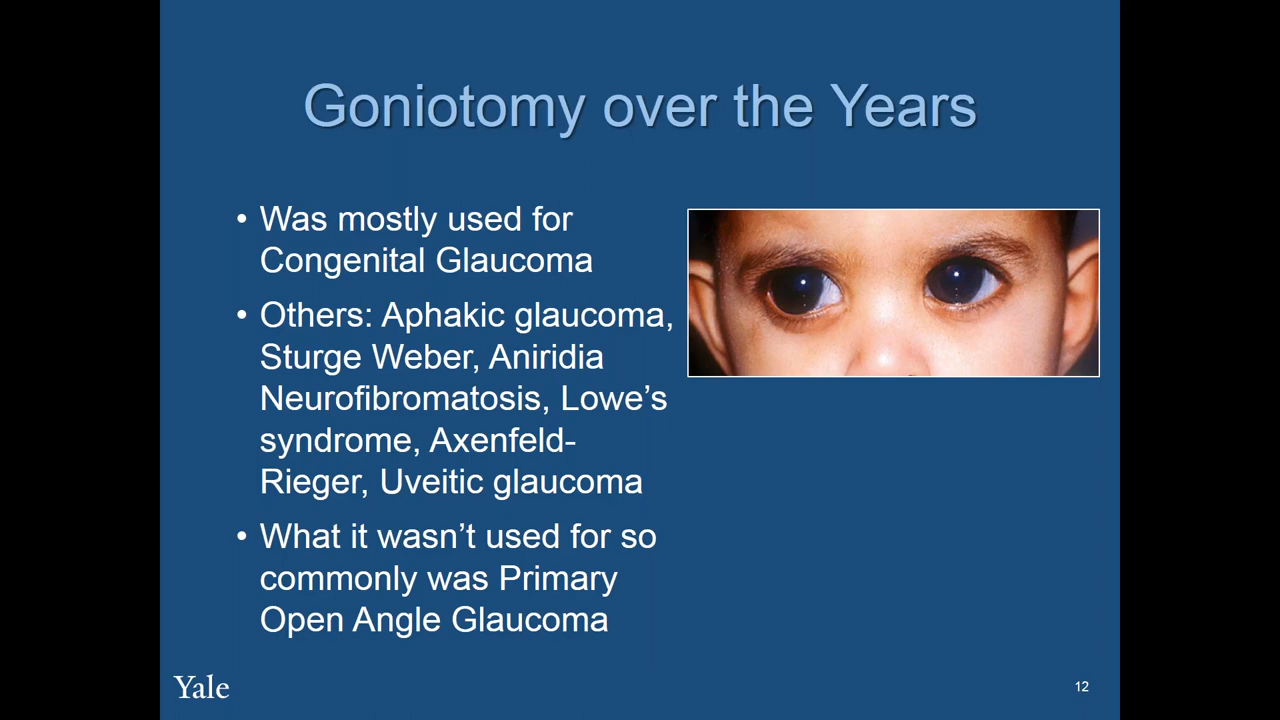 Goniotomy over the Years
• Was mostly used for
Congenital Glaucoma
• Others: Aphakic glaucoma,
Sturge Weber, Aniridia
Neurofibromatosis, Lowe’s
syndrome, Axenfeld-
Rieger, Uveitic glaucoma
• What it wasn’t used for so
commonly was Primary
Open Angle Glaucoma
Yale
12